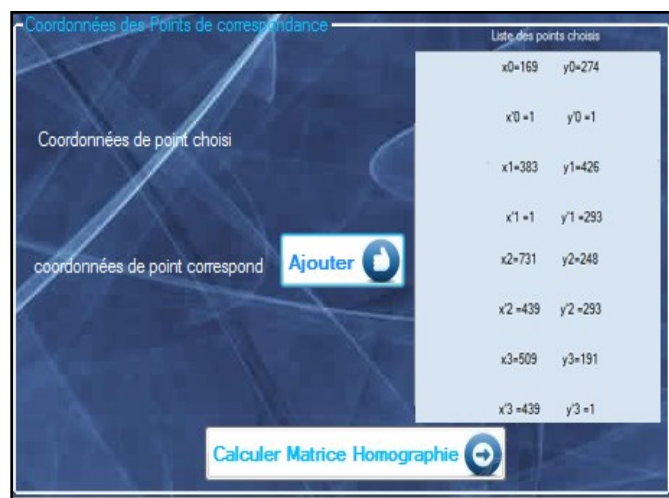 Coordonnées des Points de correspondance
Liste des points choisis
x0=169 y0=274
x'0 =1 y'0 =1
Coordonnées de point choisi
x1=383 y1=426
x'1 =1 y'1 =293
coordonnées de point correspond
Ajouter
x2=731 y2=248
x'2 =439 y'2 =293
x3=509 y3=191
x'3 =439 y'3 =1
Calculer Matrice Homographie